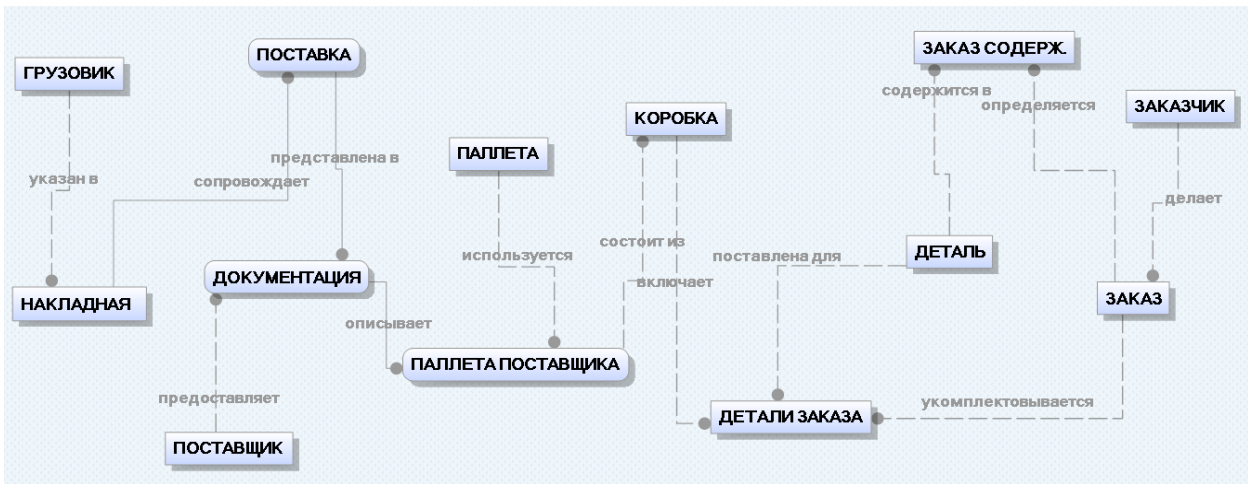 ПОСТАВКА
ЗАКАЗ СОДЕРЖ.
ГРУЗОВИК
содержится в
определяется
ЗАКАЗЧИК
КОРОБКА
представлена в
ПАЛЛЕТА
указан в
сопровождает
делает
состоит из
поставлена для
ДЕТАЛЬ
используется
ДОКУМЕНТАЦИЯ
включает
НАКЛАДНАЯ
ЗАКАЗ
описывает
ПАЛЛЕТА ПОСТАВЩИКА
предоставляет
укомплектовывается
ДЕТАЛИ ЗАКАЗА
ПОСТАВЩИК